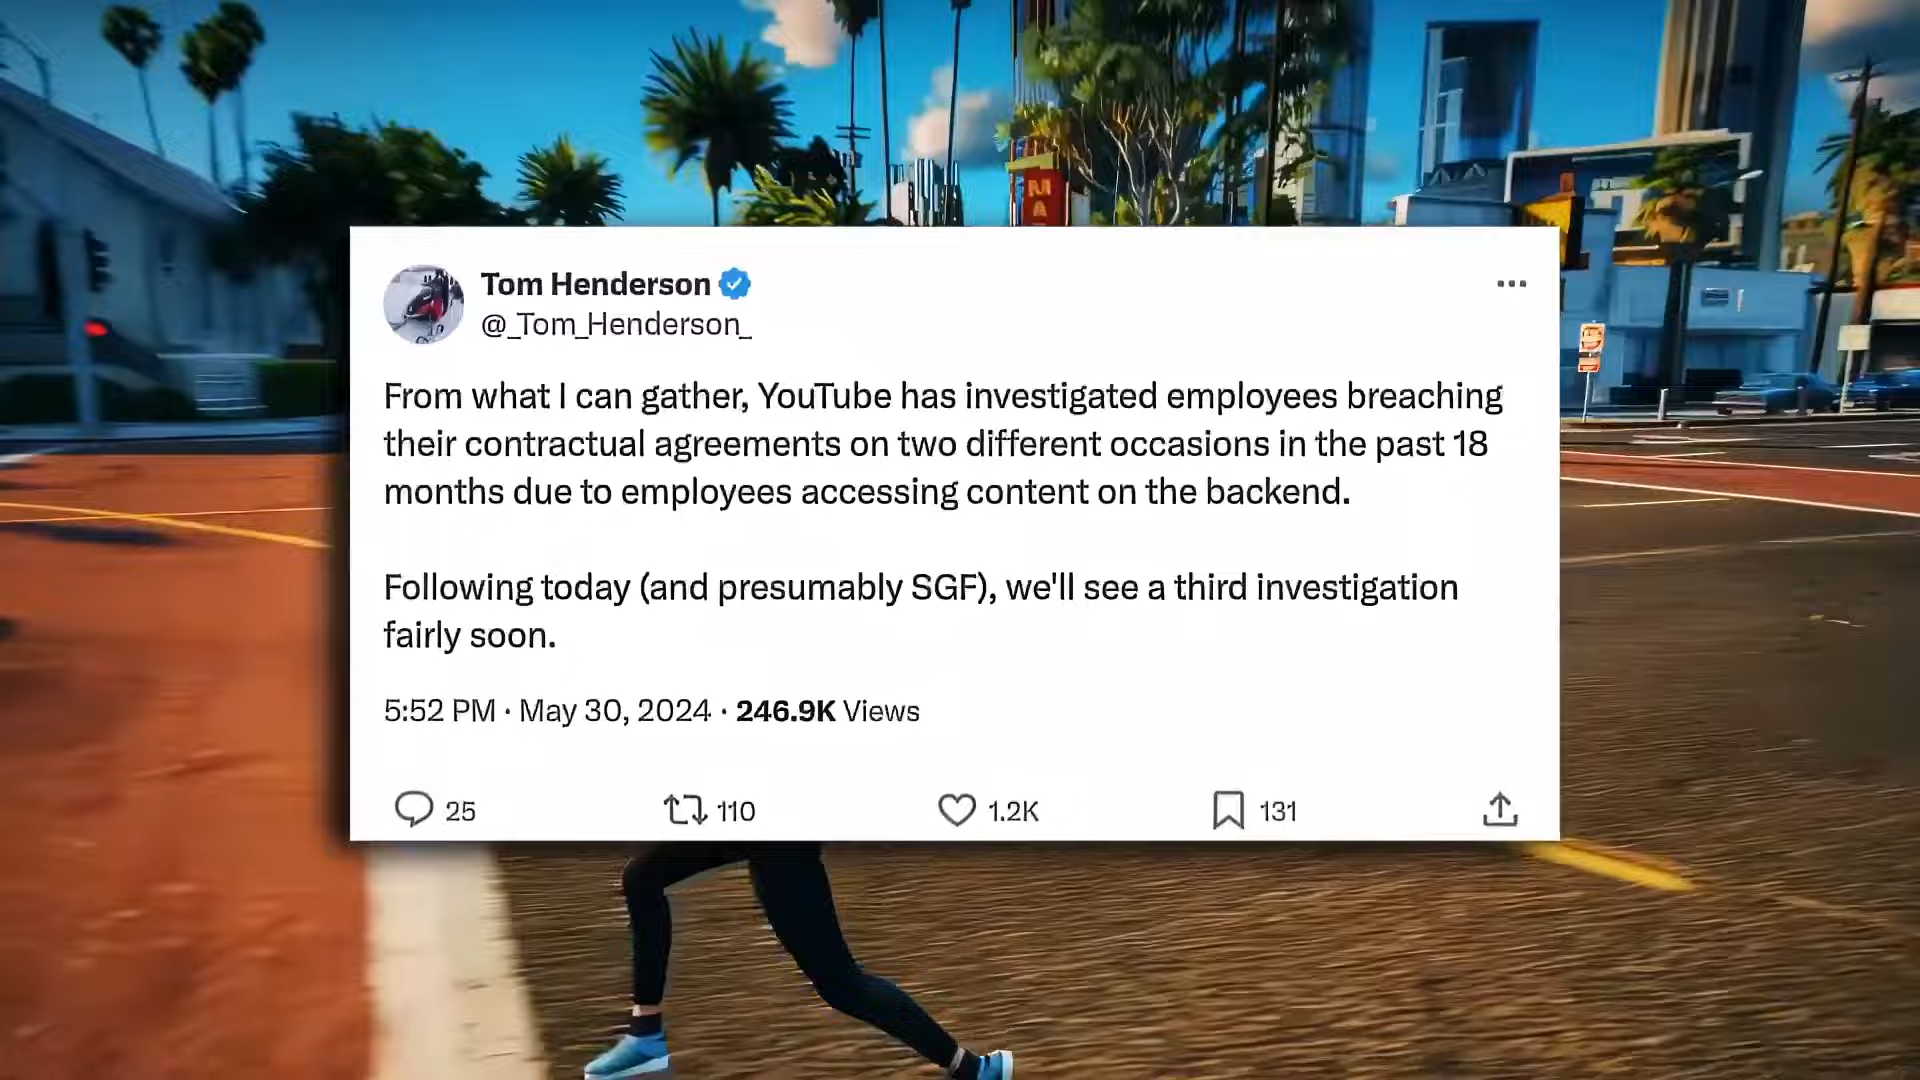 MA
Tom Henderson
@_Tom_Henderson_
From what I can gather, YouTube has investigated employees breaching
their contractual agreements on two different occasions in the past 18
months due to employees accessing content on the backend.
Following today (and presumably SGF), we'll see a third investigation
fairly soon.
5:52 PM · May 30, 2024 · 246.9K Views
25 110 1.2K 131